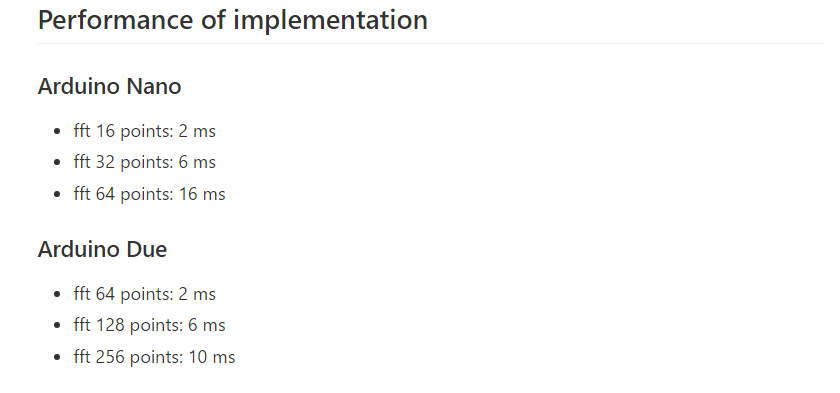 Performance of implementation
Arduino Nano
fft 16 points: 2 ms
fft 32 points: 6 ms
fft 64 points: 16 ms
Arduino Due
fft 64 points: 2 ms
fft 128 points: 6 ms
fft 256 points: 10 ms